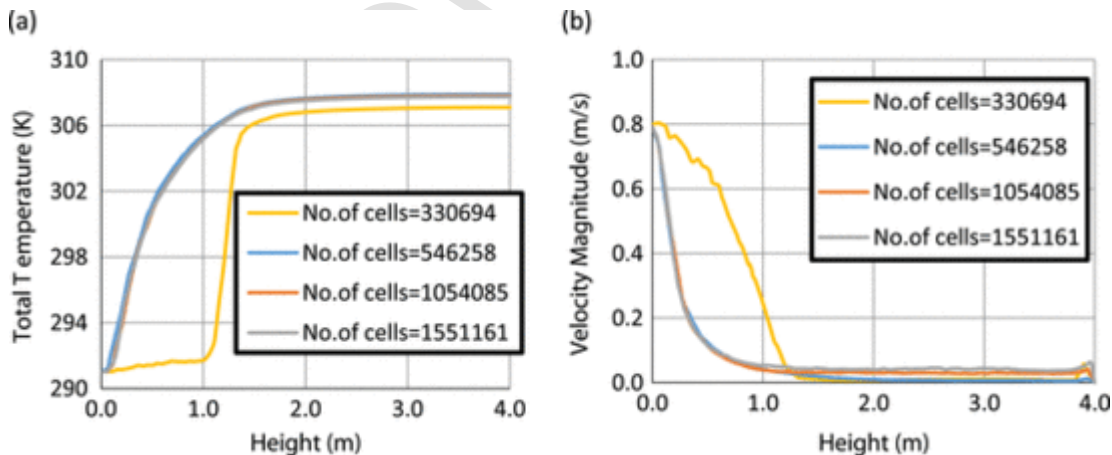 (a)
310
306
302
298
294
290
Total T emperature (K)
No.of cells=330694
No.of cells=546258
No.of cells=1054085
No.of cells=1551161
0.0 1.0 2.0 3.0 4.0
Height (m)
(b)
1.0
0.8
0.6
0.4
0.2
0.0
Velocity Magnitude (m/s)
No.of cells=330694
No.of cells=546258
No.of cells=1054085
No.of cells=1551161
0.0 1.0 2.0 3.0 4.0
Height (m)